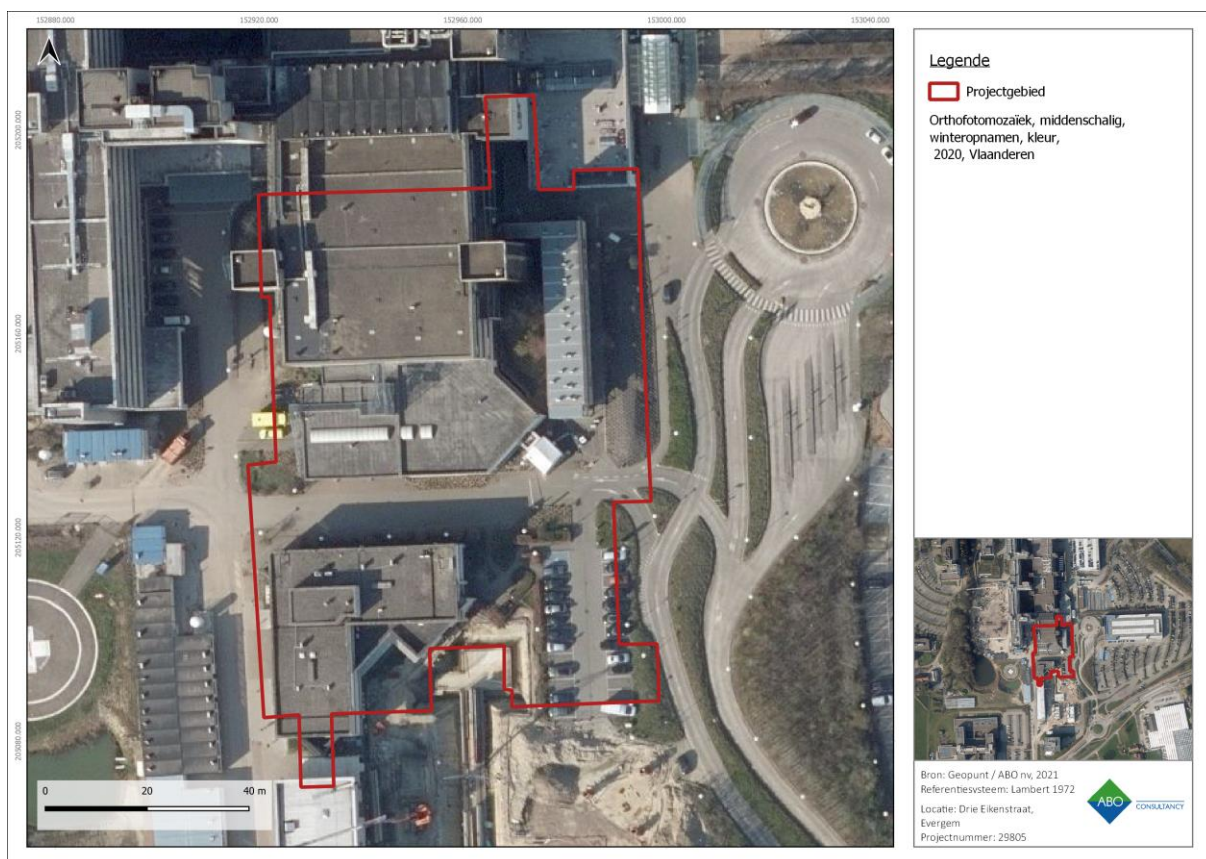 152880.000 152920.000 152960.000 153000.000 153040.000
205200.000
205160.000
205120.000
205080.000
0 20 40 m
Legende
Projectgebied
Orthofotomozaïek, middenschalig,
winteropnamen, kleur,
2020, Vlaanderen
Bron: Geopunt / ABO nv, 2021
Referentiesysteem: Lambert 1972
Locatie: Drie Eikenstraat,
Evergem
Projectnummer: 29805
ABO CONSULTANCY